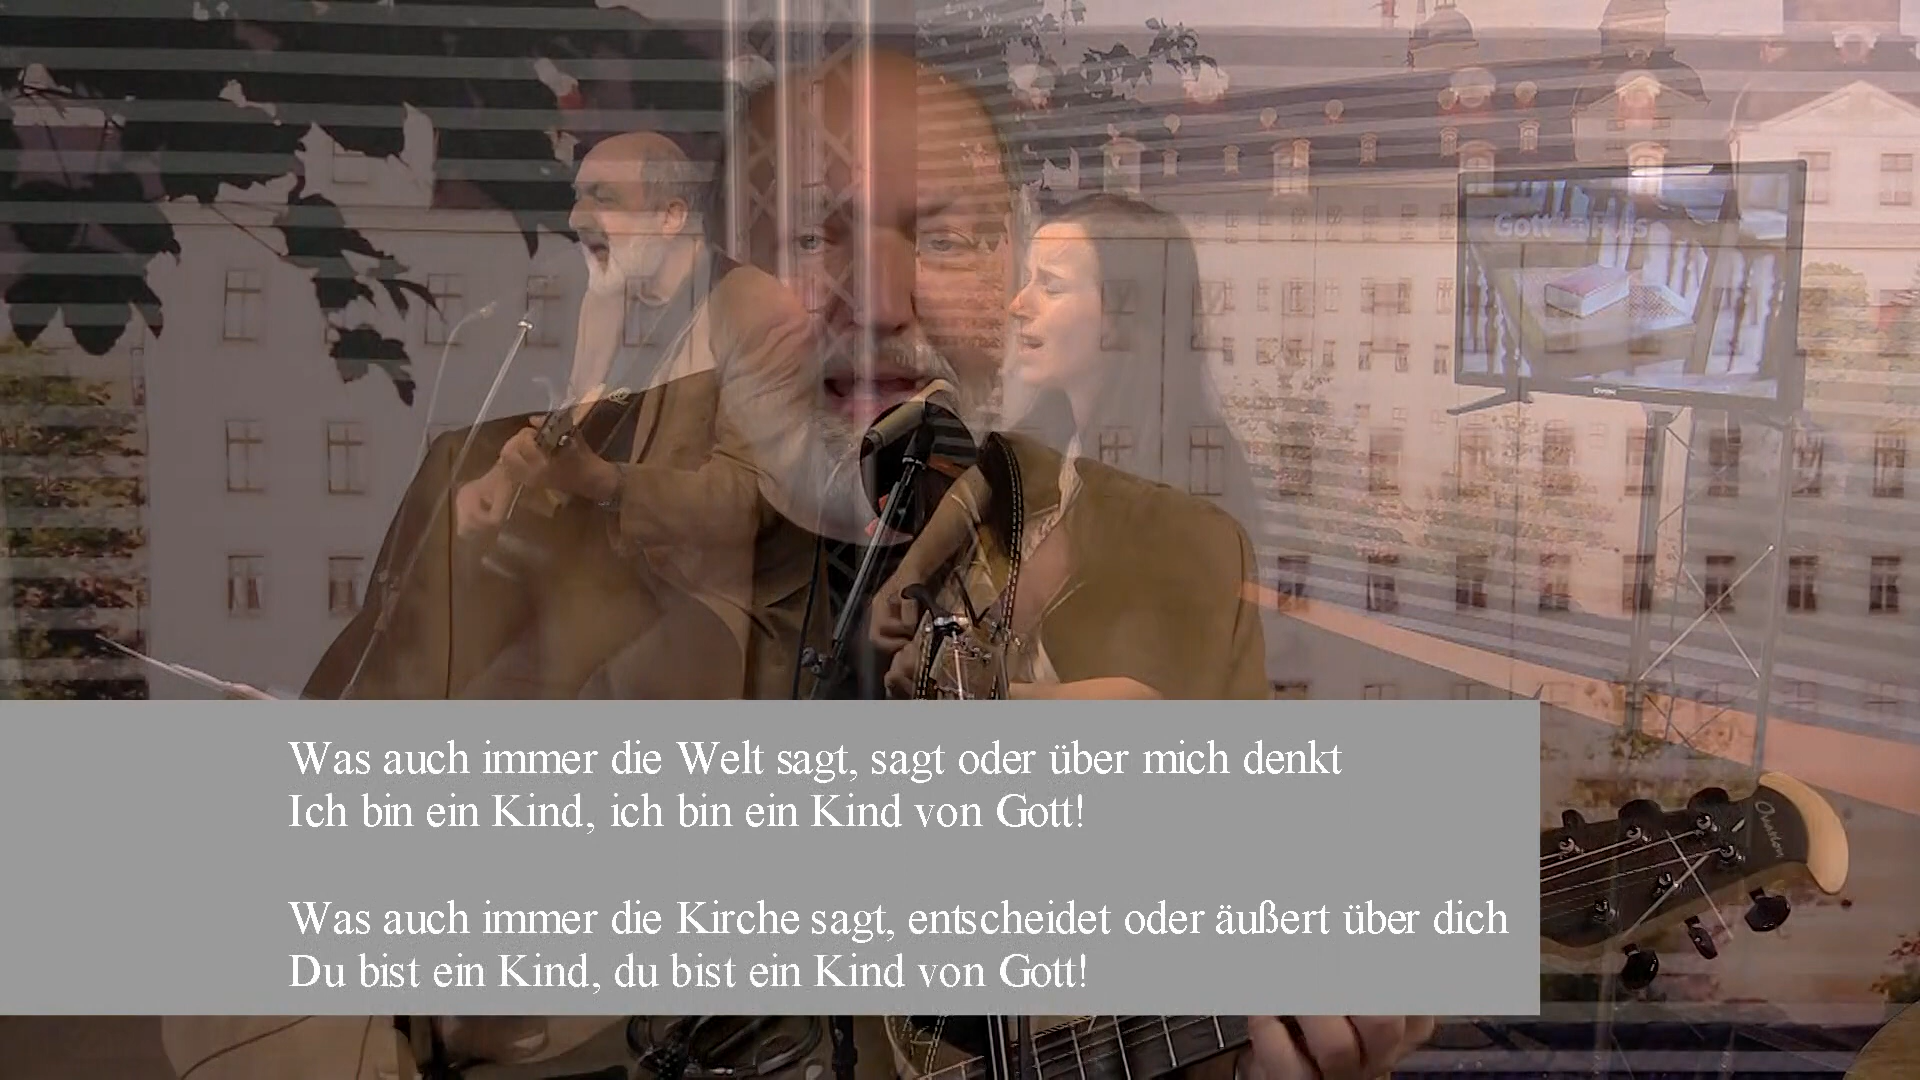 Gott
Ovation
Was auch immer die Welt sagt, sagt oder über mich denkt
Ich bin ein Kind, ich bin ein Kind von Gott!
Was auch immer die Kirche sagt, entscheidet oder äußert über dich
Du bist ein Kind, du bist ein Kind von Gott!